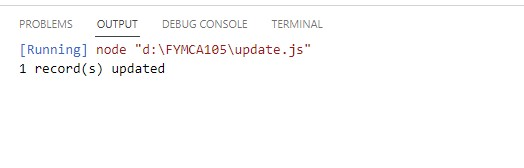 PROBLEMS OUTPUT DEBUG CONSOLE TERMINAL
[Running] node "d:\FYMCA105\update.js"
1 record(s) updated